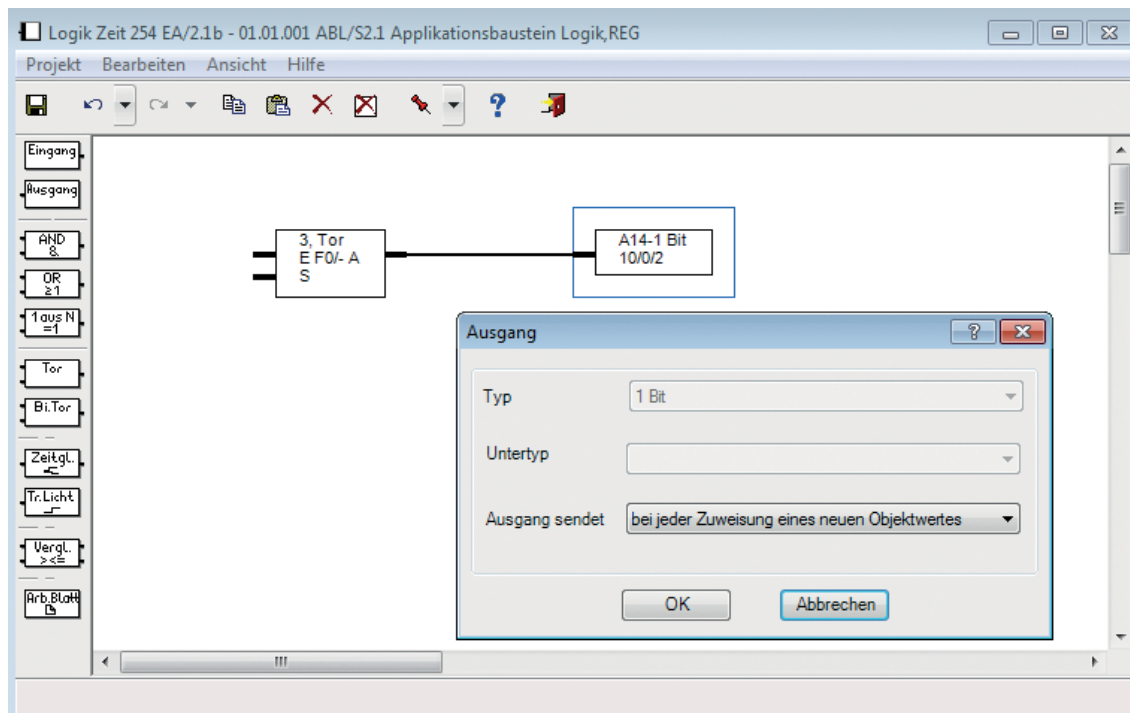 Logik Zeit 254 EA/2.1b - 01.01.001 ABL/S2.1 Applikationsbaustein Logik,REG
Projekt Bearbeiten Ansicht Hilfe
Eingang
Ausgang
AND
&
OR
≥1
1 aus N
=1
Tor
Bi.Tor
Zeitgl.
Tr.Licht
Vergl.
><=
Arb.Blatt
3, Tor
E F0/- A
S
A14-1 Bit
10/0/2
Ausgang
Typ 1 Bit
Untertyp
Ausgang sendet bei jeder Zuweisung eines neuen Objektwertes
OK Abbrechen